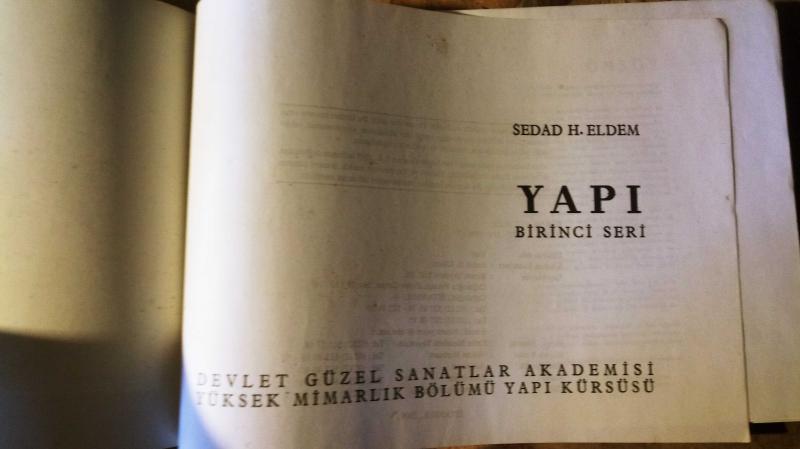 SEDAD H. ELDEM
YAPI
BİRİNCİ SERİ
DEVLET GÜZEL SANATLAR AKADEMİSİ
YÜKSEK MİMARLIK BÖLÜMÜ YAPI KÜRSÜSÜ